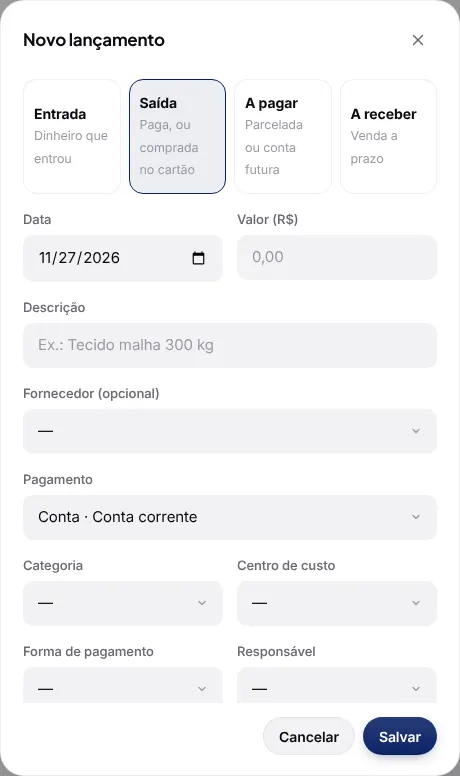 Novo lançamento
Entrada
Dinheiro que
entrou
Saída
Paga, ou
comprada
no cartão
A pagar
Parcelada
ou conta
futura
A receber
Venda a
prazo
Data
Valor (R$)
11/27/2026
0,00
Descrição
Ex.: Tecido malha 300 kg
Fornecedor (opcional)
—
Pagamento
Conta · Conta corrente
Categoria
Centro de custo
—
—
Forma de pagamento
Responsável
—
—
Cancelar
Salvar